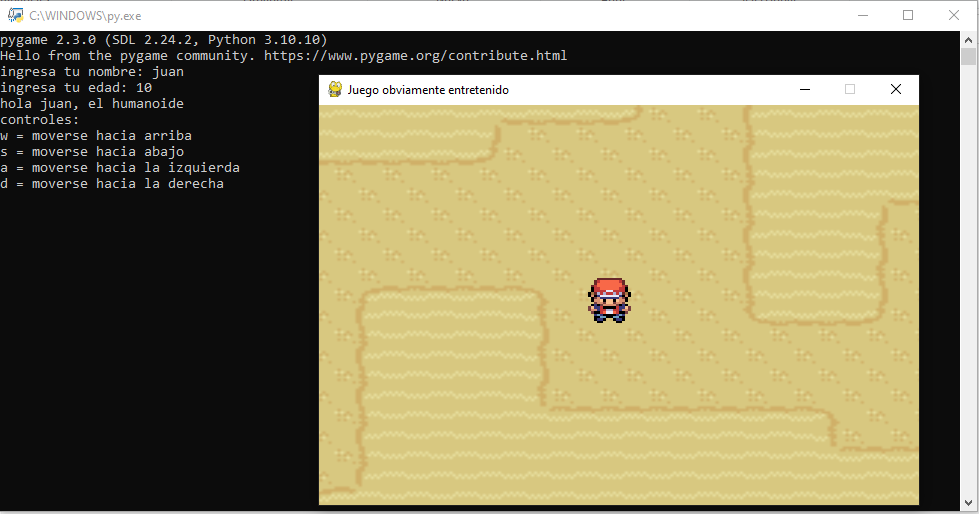 C:\WINDOWS\py.exe
pygame 2.3.0 (SDL 2.24.2, Python 3.10.10)
Hello from the pygame community. https://www.pygame.org/contribute.html
ingresa tu nombre: juan
ingresa tu edad: 10
hola juan, el humanoide
controles:
w = moverse hacia arriba
s = moverse hacia abajo
a = moverse hacia la izquierda
d = moverse hacia la derecha
Juego obviamente entretenido